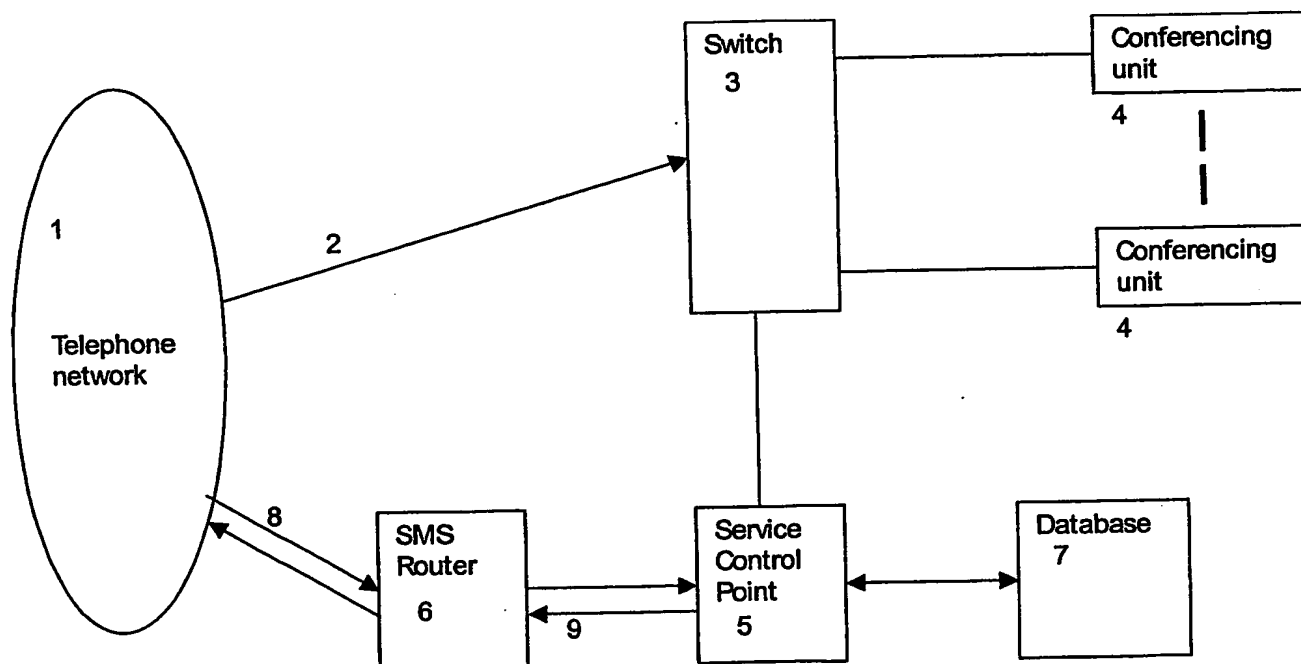 Switch
3
Conferencing
unit
4
1
2
Conferencing
unit
4
Telephone
network
8
SMS
Router
6
9
Service
Control
Point
5
Database
7